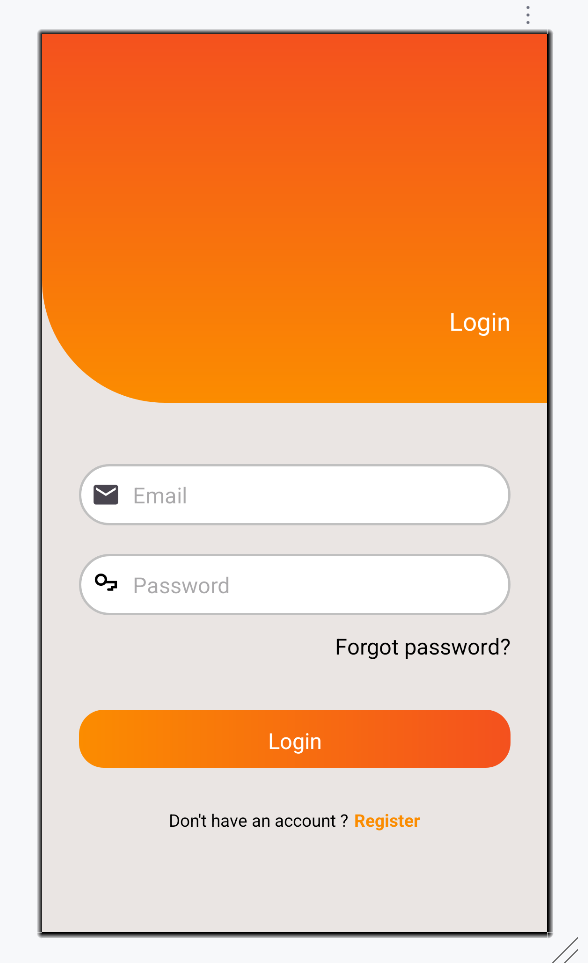 Login
Email
Password
Forgot password?
Login
Don't have an account ? Register